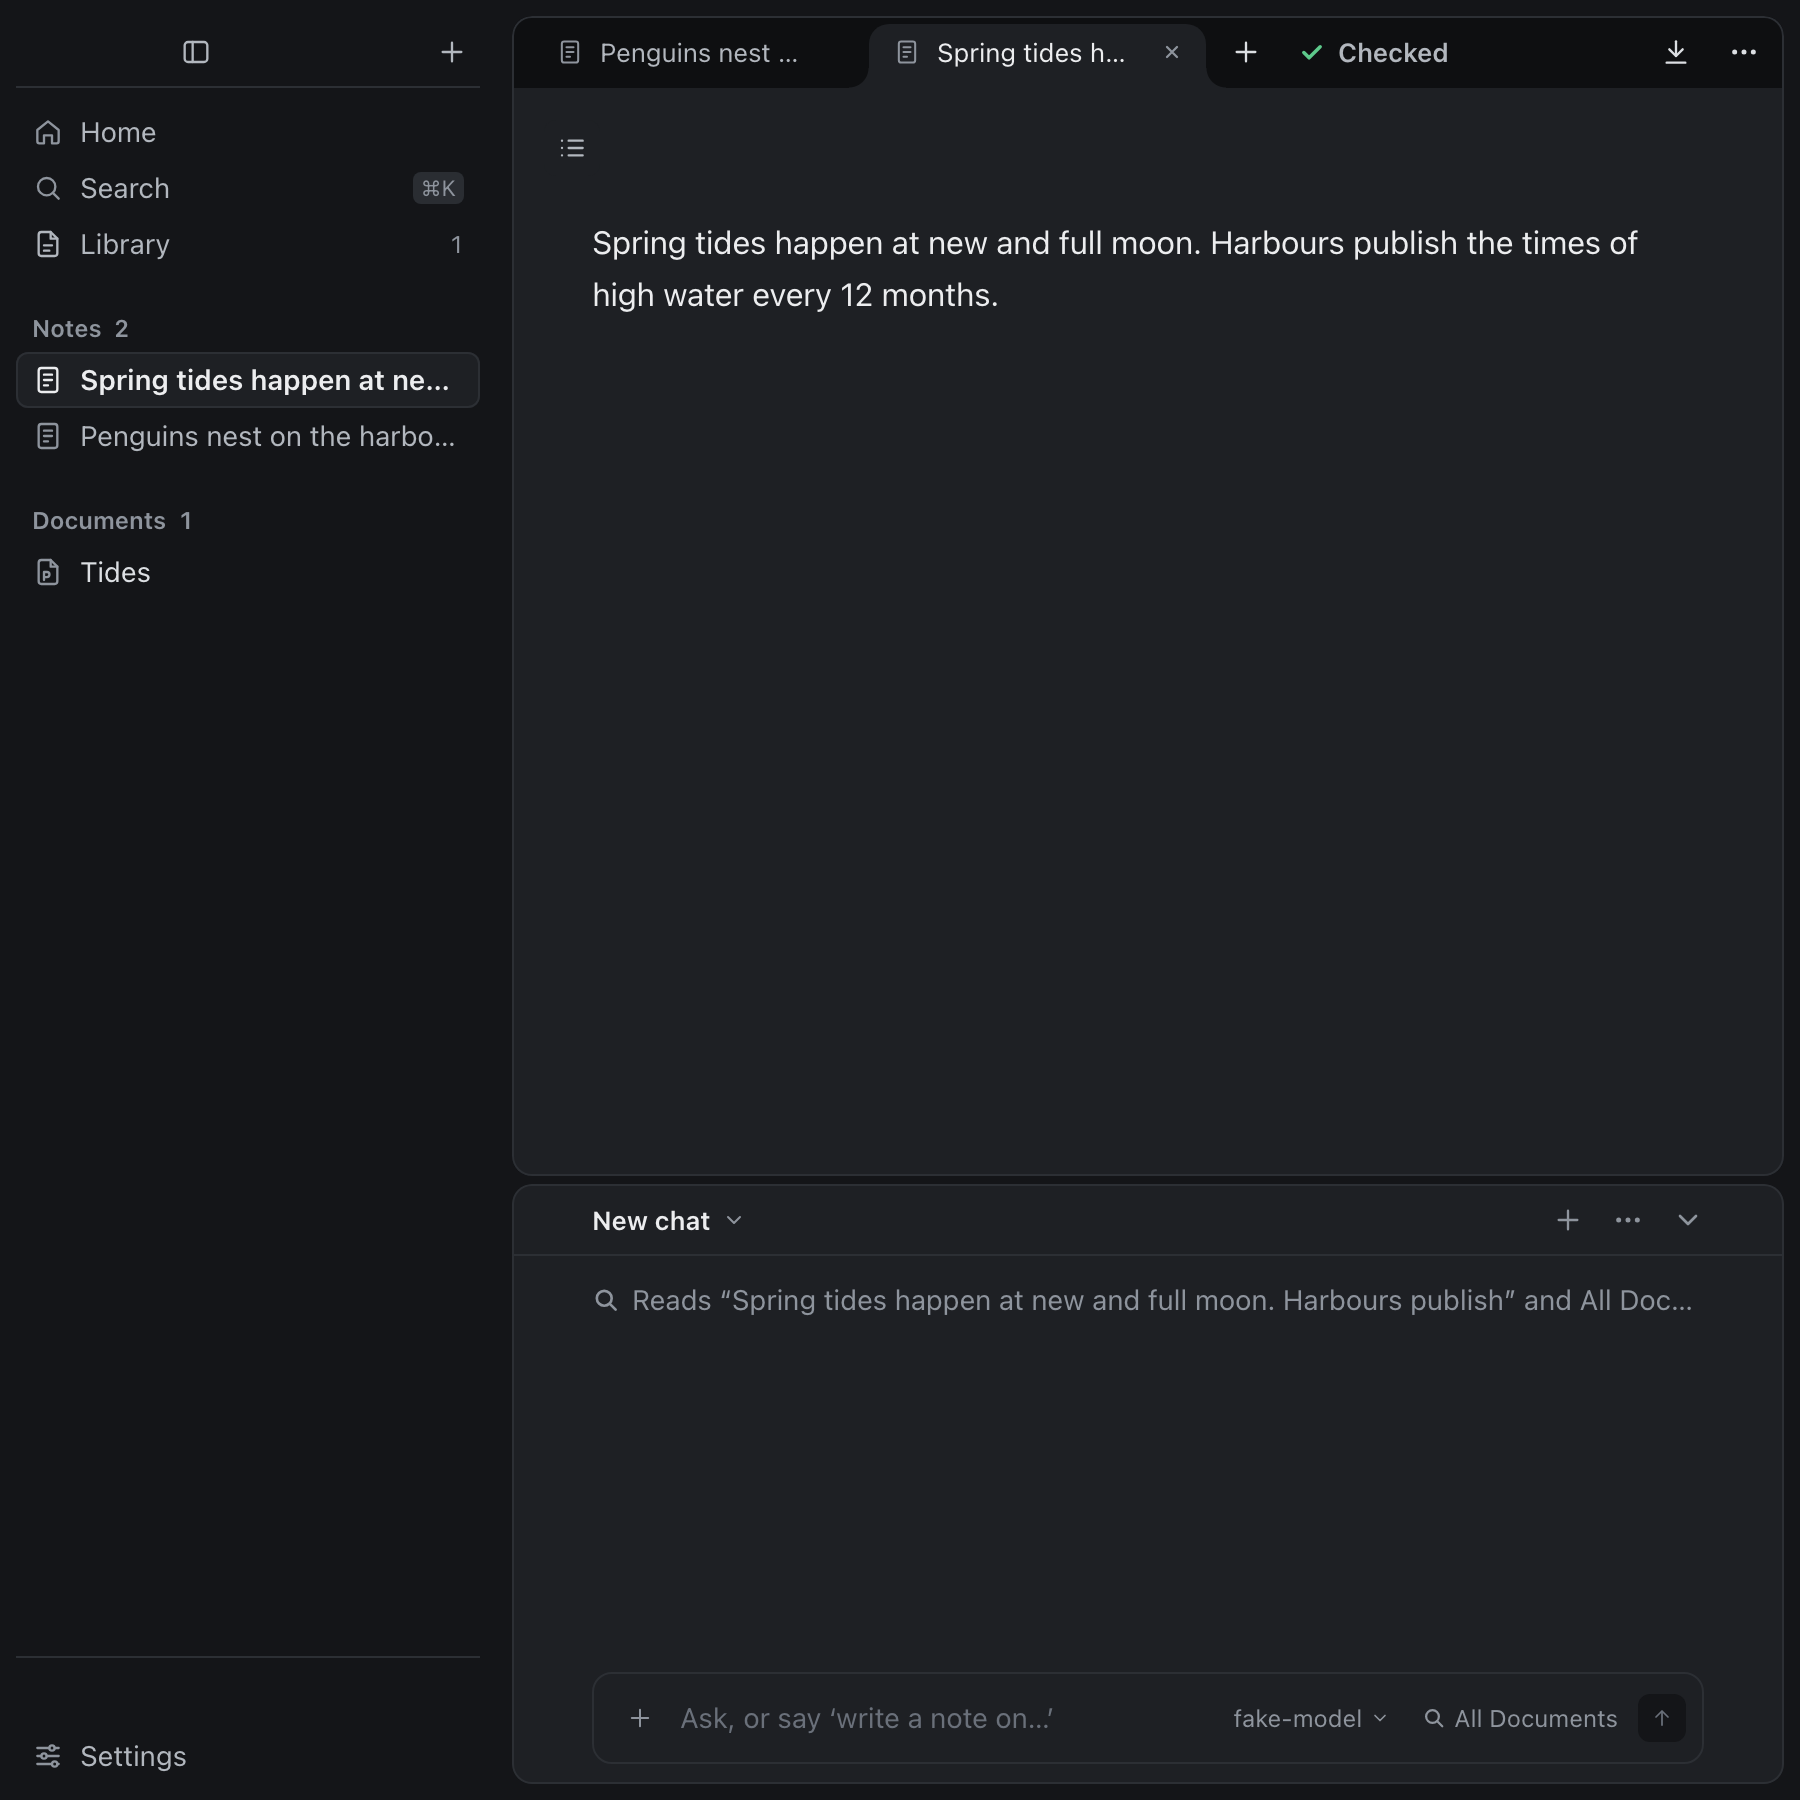 Home
Search ⌘K
Library 1
Notes 2
Spring tides happen at ne...
Penguins nest on the harbo...
Documents 1
Tides
Settings
Penguins nest ...
Spring tides h...
Checked
Spring tides happen at new and full moon. Harbours publish the times of
high water every 12 months.
New chat
Reads “Spring tides happen at new and full moon. Harbours publish” and All Doc...
Ask, or say ‘write a note on...’
fake-model
All Documents